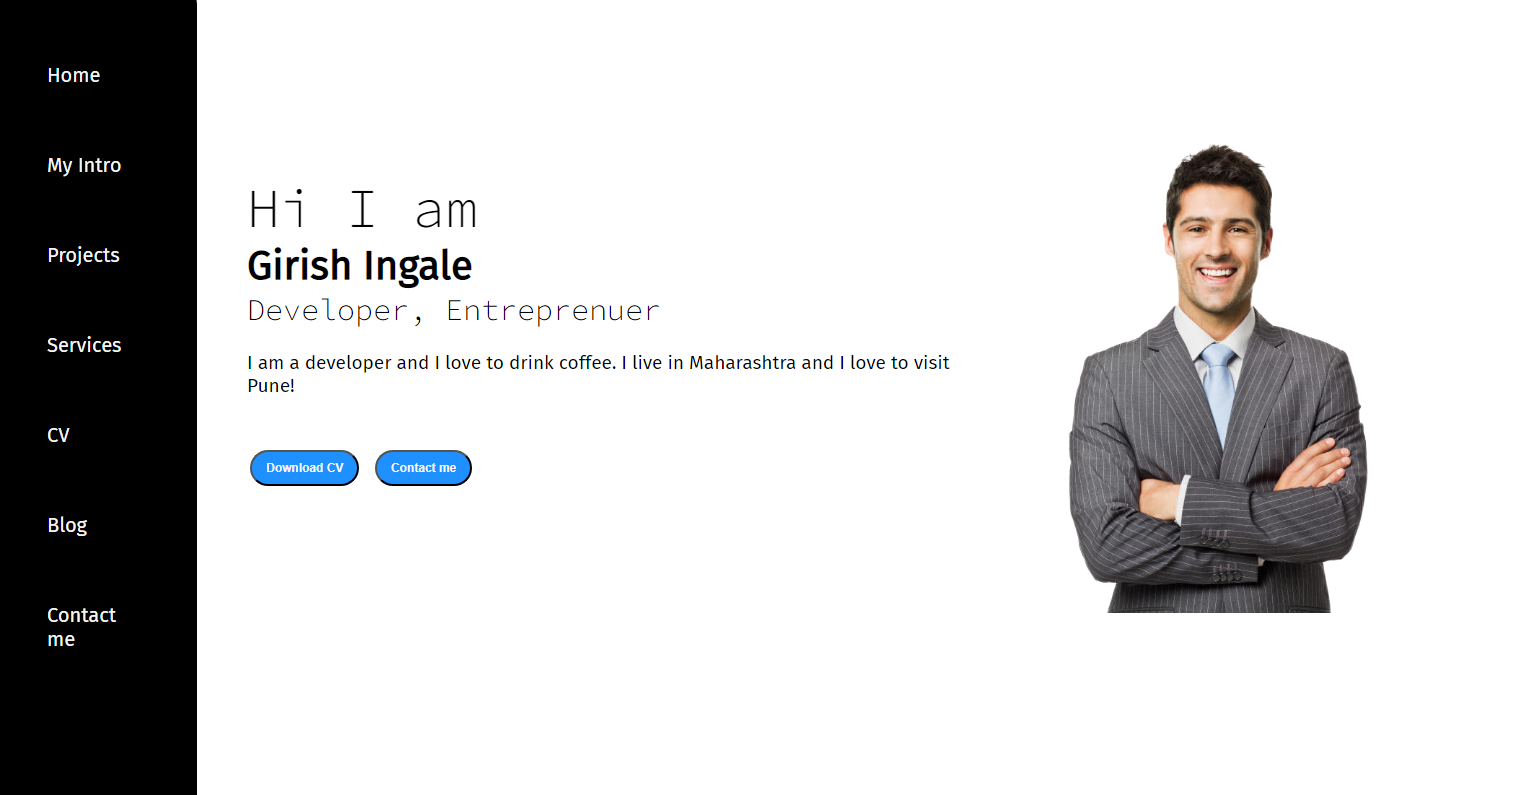 Home
My Intro
Projects
Services
CV
Blog
Contact
me
Hi I am
Girish Ingale
Developer, Entreprenuer
I am a developer and I love to drink coffee. I live in Maharashtra and I love to visit
Pune!
Download CV
Contact me